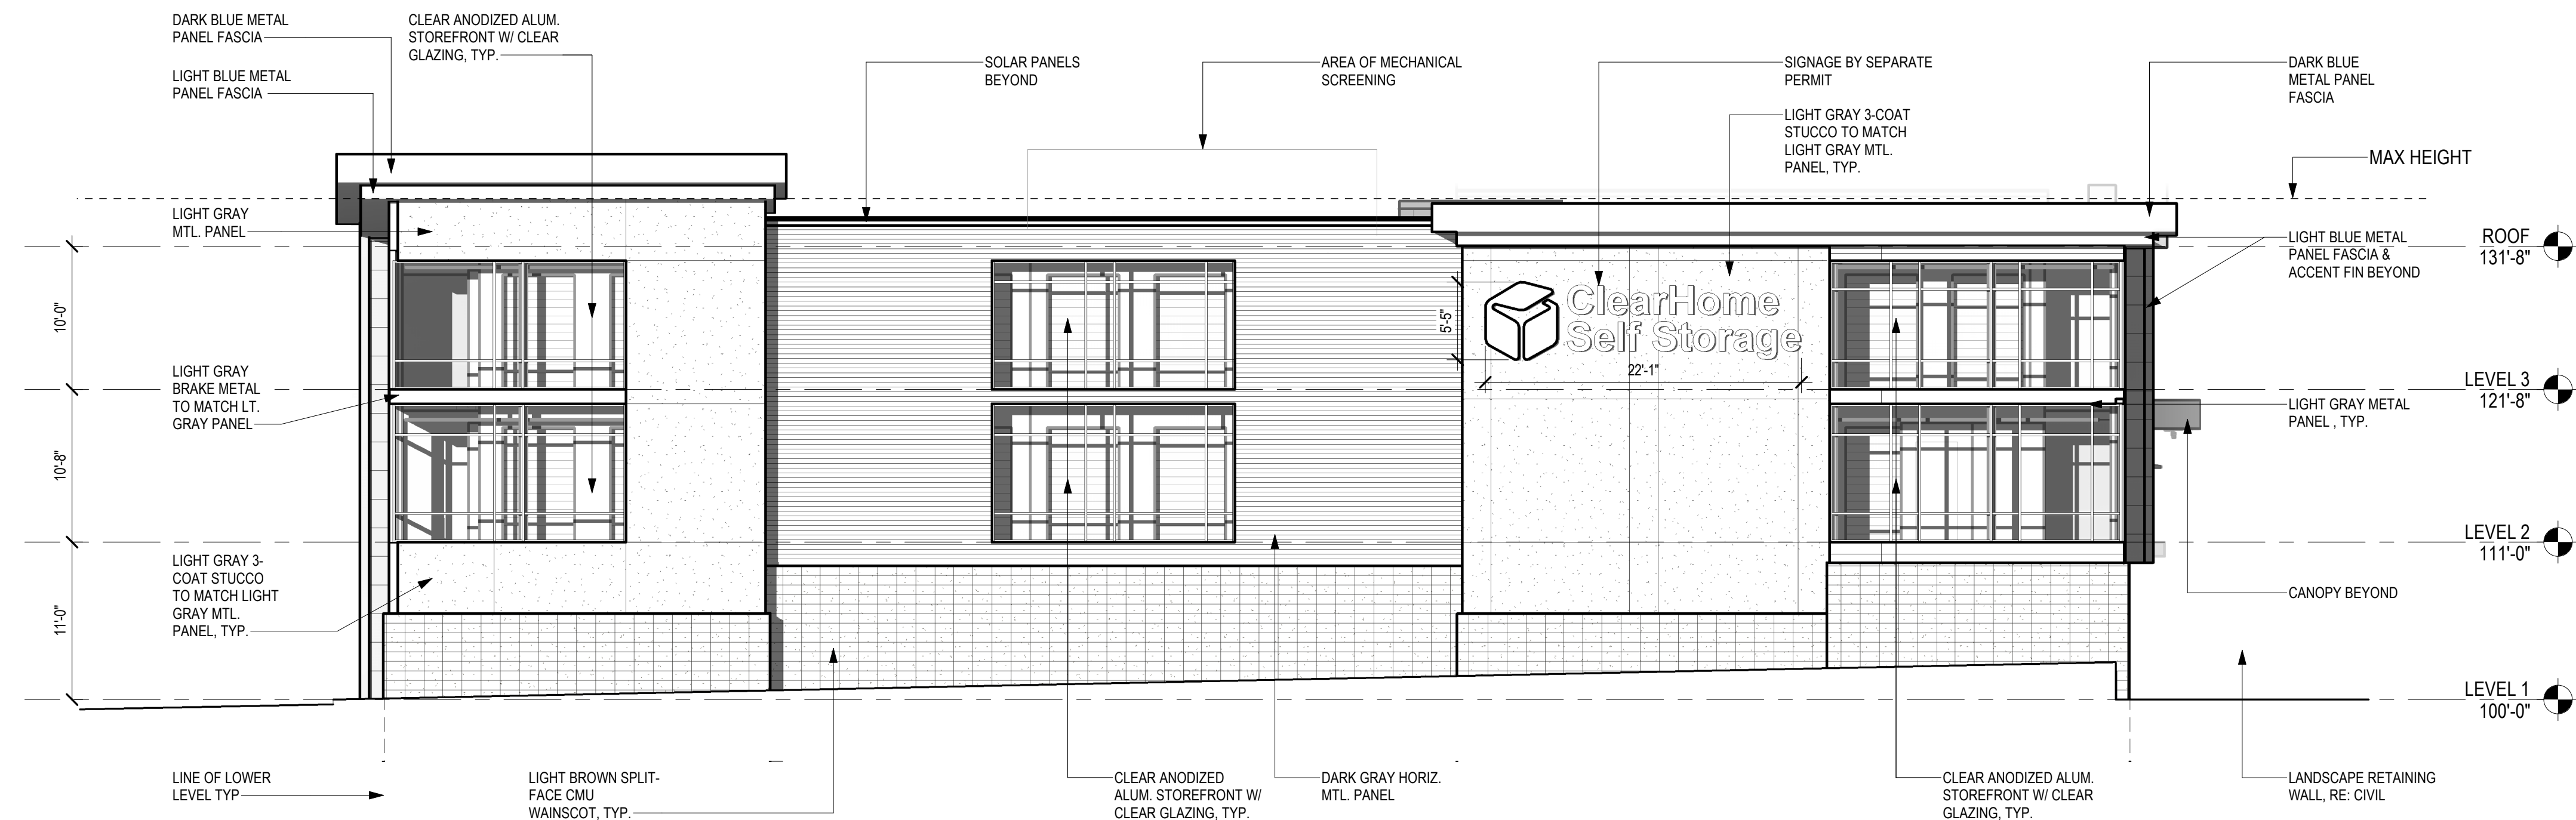 DARK BLUE METAL
PANEL FASCIA
CLEAR ANODIZED ALUM.
STOREFRONT W/ CLEAR
GLAZING, TYP.
LIGHT BLUE METAL
PANEL FASCIA
SOLAR PANELS
BEYOND
AREA OF MECHANICAL
SCREENING
SIGNAGE BY SEPARATE
PERMIT
DARK BLUE
METAL PANEL
FASCIA
LIGHT GRAY 3-COAT
STUCCO TO MATCH
LIGHT GRAY MTL.
PANEL, TYP.
MAX HEIGHT
LIGHT GRAY
MTL. PANEL
ROOF
131'-8"
LIGHT BLUE METAL
PANEL FASCIA &
ACCENT FIN BEYOND
10'-0"
5'-5"
ClearHome
Self Storage
22'-1"
LIGHT GRAY
BRAKE METAL
TO MATCH LT.
GRAY PANEL
LEVEL 3
121'-8"
LIGHT GRAY METAL
PANEL , TYP.
10'-8"
LEVEL 2
111'-0"
LIGHT GRAY 3-
COAT STUCCO
TO MATCH LIGHT
GRAY MTL.
PANEL, TYP.
11'-0"
CANOPY BEYOND
LEVEL 1
100'-0"
LINE OF LOWER
LEVEL TYP
LIGHT BROWN SPLIT-
FACE CMU
WAINSCOT, TYP.
CLEAR ANODIZED
ALUM. STOREFRONT W/
CLEAR GLAZING, TYP.
DARK GRAY HORIZ.
MTL. PANEL
CLEAR ANODIZED ALUM.
STOREFRONT W/ CLEAR
GLAZING, TYP.
LANDSCAPE RETAINING
WALL, RE: CIVIL